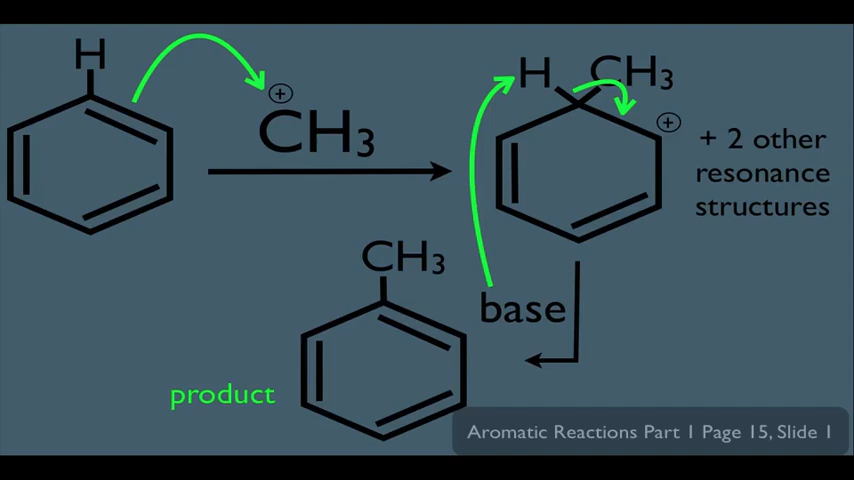 H
⊕
CH₃
H CH₃
⊕
+ 2 other
resonance
structures
CH₃
base
product
Aromatic Reactions Part 1 Page 15, Slide 1